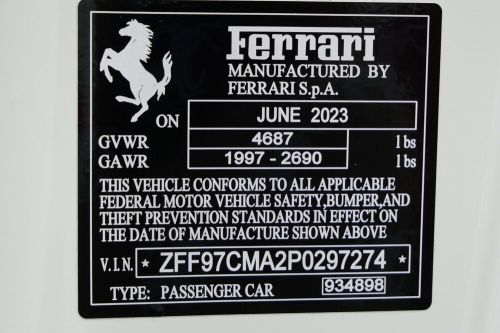 Ferrari
MANUFACTURED BY
FERRARI S.p.A.
ON JUNE 2023
GVWR 4687 lbs
GAWR 1997 - 2690 lbs
THIS VEHICLE CONFORMS TO ALL APPLICABLE
FEDERAL MOTOR VEHICLE SAFETY,BUMPER,AND
THEFT PREVENTION STANDARDS IN EFFECT ON
THE DATE OF MANUFACTURE SHOWN ABOVE
V.I.N. * ZFF97CMA2P0297274 *
TYPE: PASSENGER CAR 934898